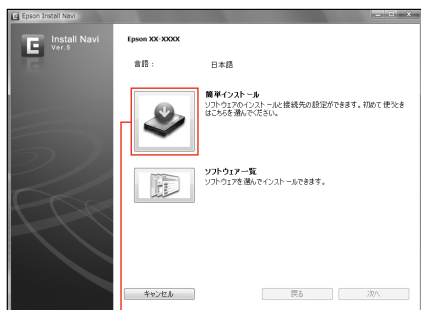 Epson Install Navi
Install Navi
Ver.5
Epson XX-XXXX
言語：
日本語
簡単インストール
ソフトウェアのインストールと接続先の設定ができます。初めて使うとき
はこちらを選んでください。
ソフトウェア一覧
ソフトウェアを選んでインストールできます。
キャンセル
戻る
次へ